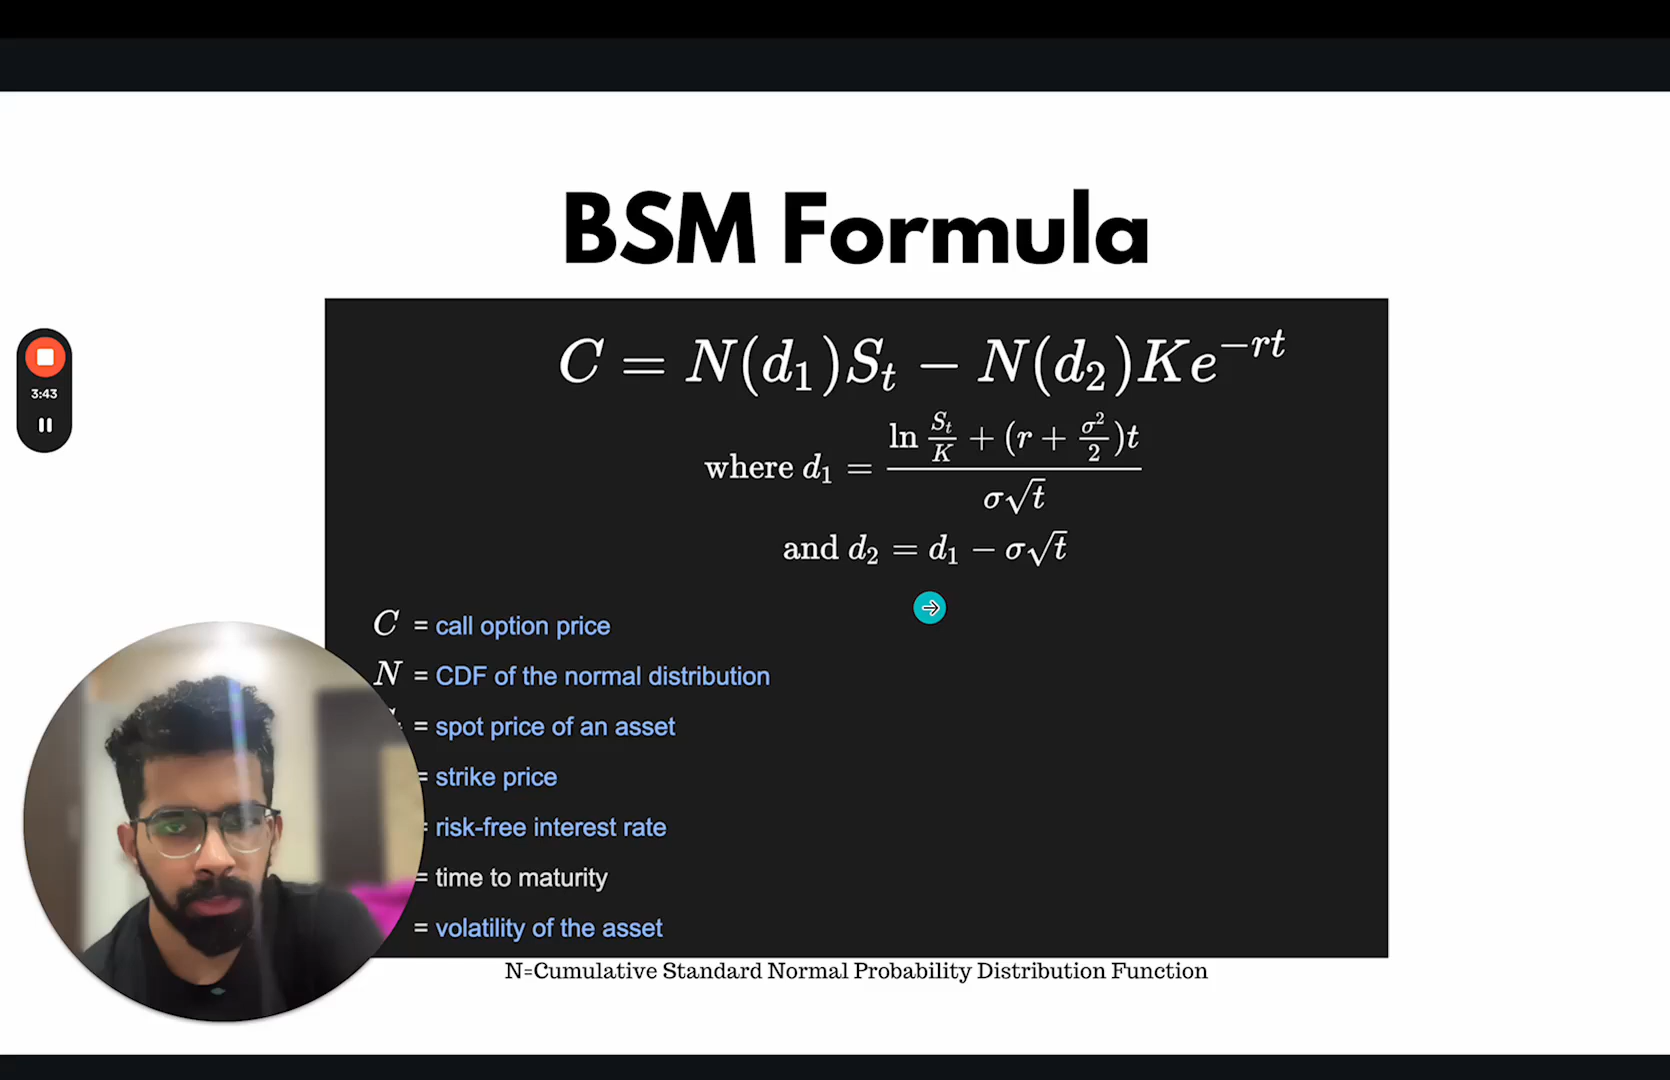 BSM Formula
C = N(d₁)Sₜ − N(d₂)Ke⁻ʳᵗ
where d₁ = (ln Sₜ/K + (r + σ²/2)t) / σ√t
and d₂ = d₁ − σ√t
C = call option price
N = CDF of the normal distribution
= spot price of an asset
= strike price
= risk-free interest rate
= time to maturity
= volatility of the asset
N=Cumulative Standard Normal Probability Distribution Function
3:43